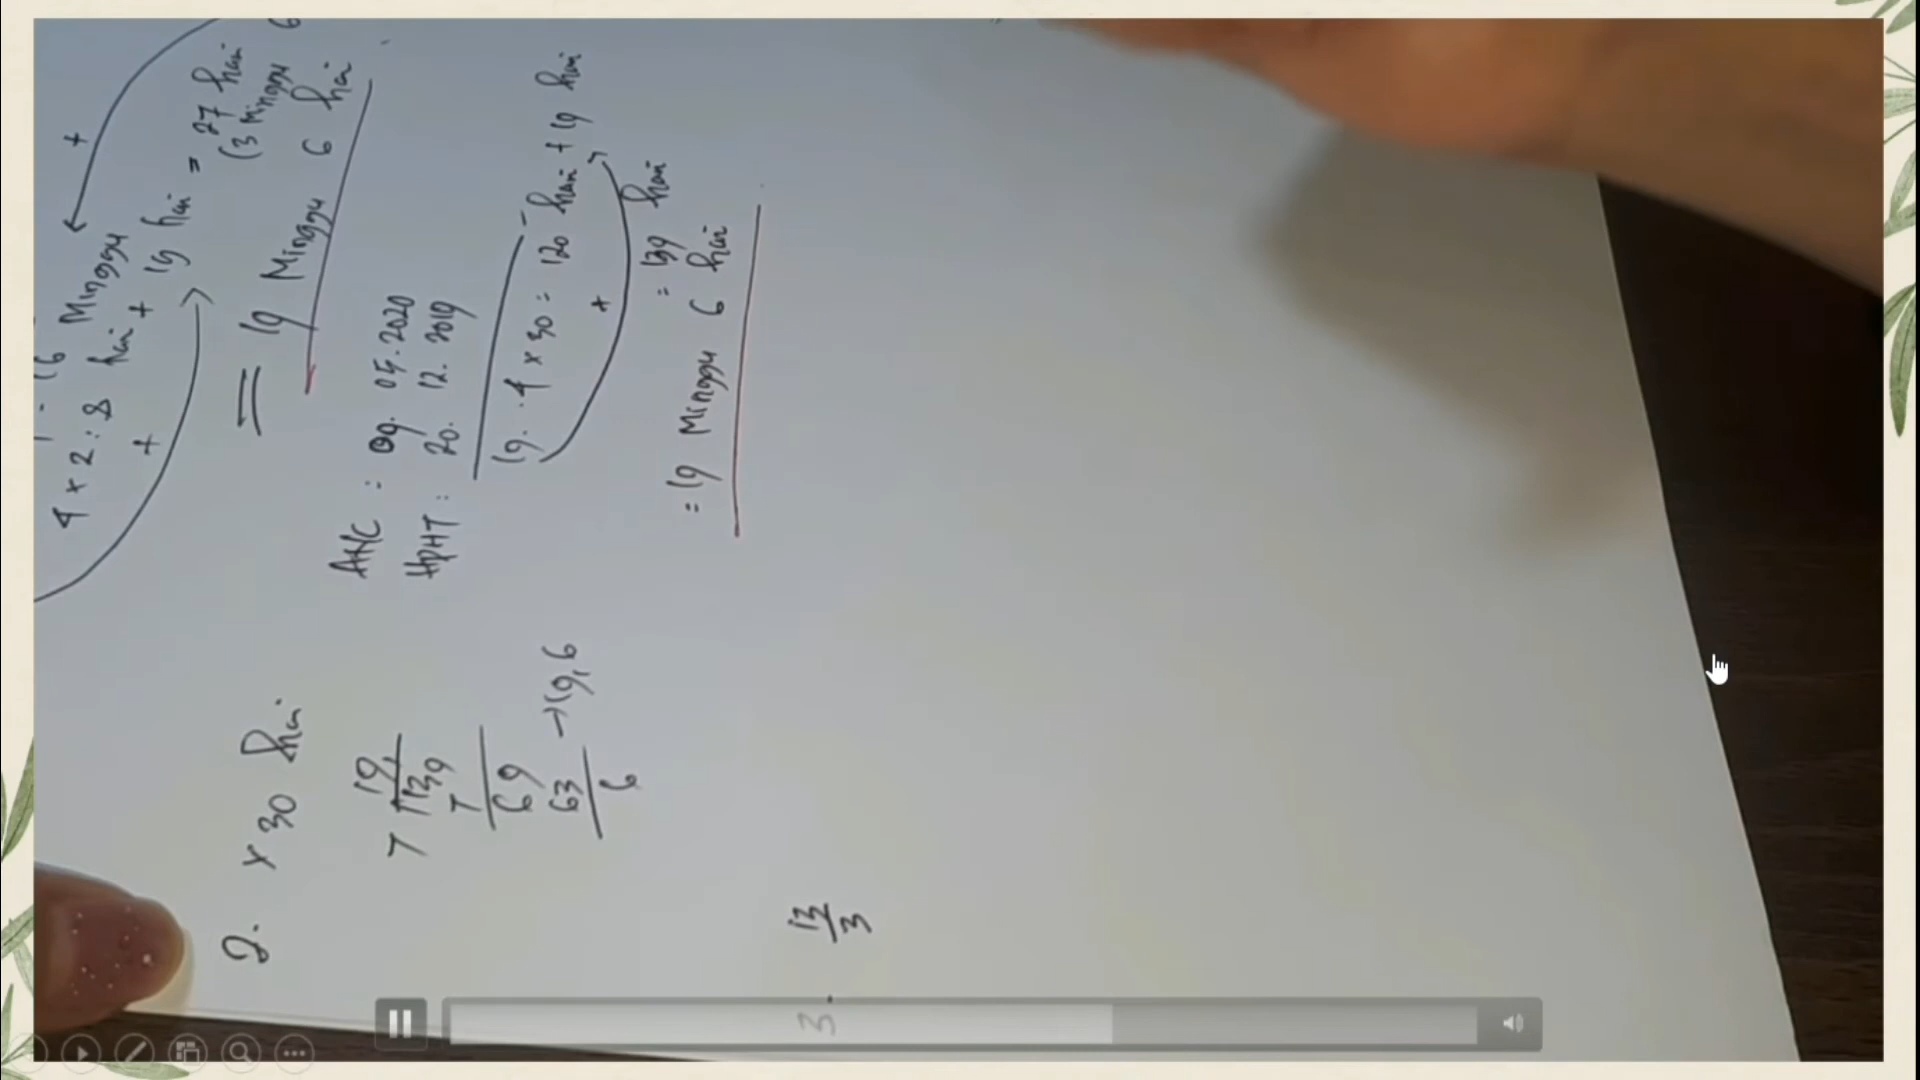 4 x 2 : 8 Minggu
hari + 19 hari = 27 hari
(3 Minggu 6
= 19 Minggu 6 hari
2. x 30 hari
ANC : 09. 05. 2020
HPHT : 20. 12. 2019
19. 4 x 30 = 120 hari + 19 hari
+
= 139 hari
= 19 Minggu 6 hari
19,
7 139
7
69
63 → 19,6
6
3. 13
3